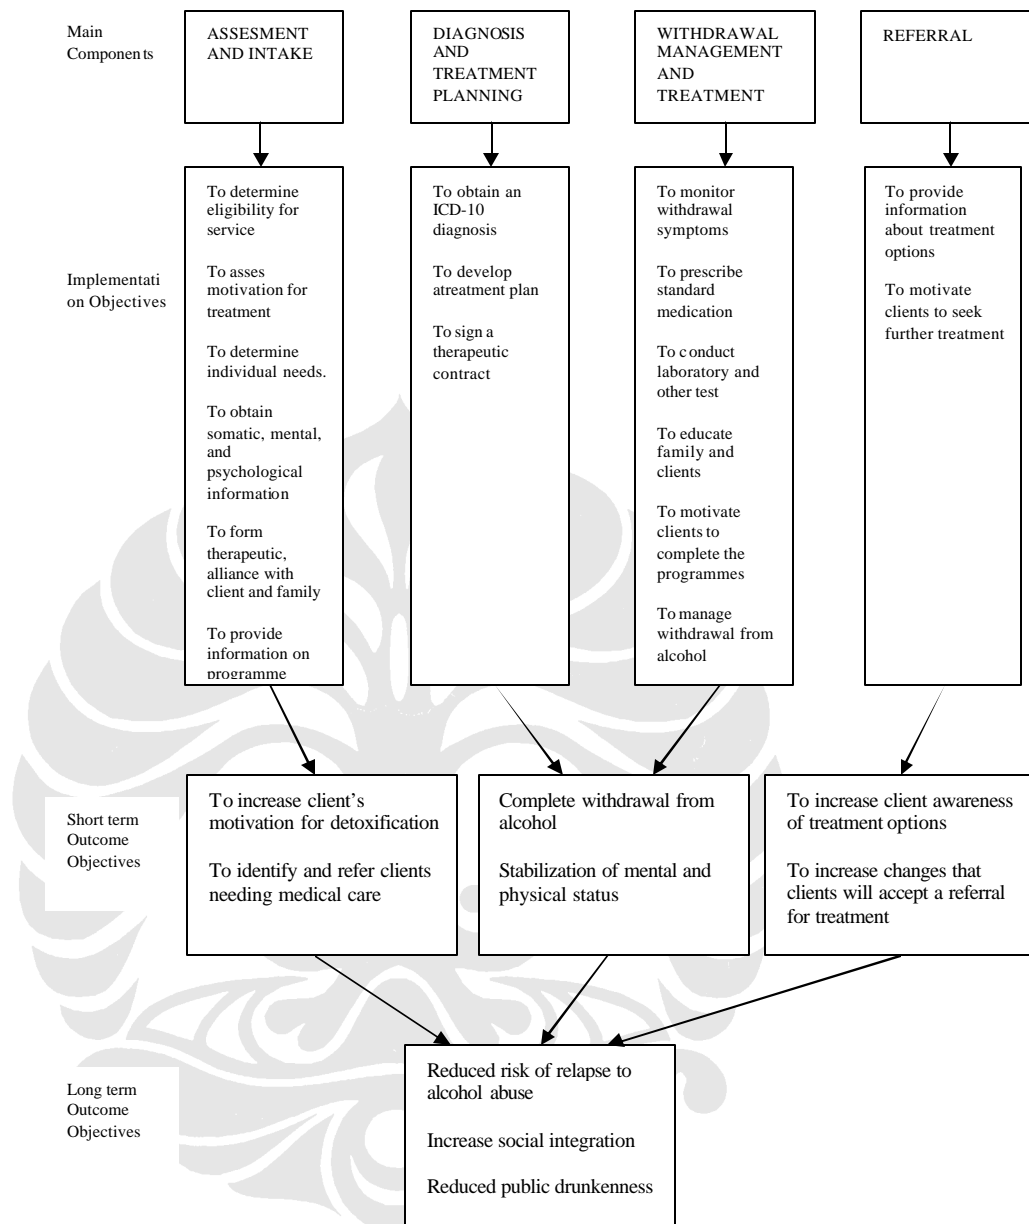 Main
Components
ASSESMENT
AND INTAKE
DIAGNOSIS
AND
TREATMENT
PLANNING
WITHDRAWAL
MANAGEMENT
AND
TREATMENT
REFERRAL
Implementati
on Objectives
To determine
eligibility for
service
To asses
motivation for
treatment
To determine
individual needs.
To obtain
somatic, mental,
and
psychological
information
To form
therapeutic,
alliance with
client and family
To provide
information on
programme
To obtain an
ICD-10
diagnosis
To develop
atreatment plan
To sign a
therapeutic
contract
To monitor
withdrawal
symptoms
To prescribe
standard
medication
To conduct
laboratory and
other test
To educate
family and
clients
To motivate
clients to
complete the
programmes
To manage
withdrawal from
alcohol
To provide
information
about treatment
options
To motivate
clients to seek
further treatment
Short term
Outcome
Objectives
To increase client's
motivation for detoxification
To identify and refer clients
needing medical care
Complete withdrawal from
alcohol
Stabilization of mental and
physical status
To increase client awareness
of treatment options
To increase changes that
clients will accept a referral
for treatment
Long term
Outcome
Objectives
Reduced risk of relapse to
alcohol abuse
Increase social integration
Reduced public drunkenness